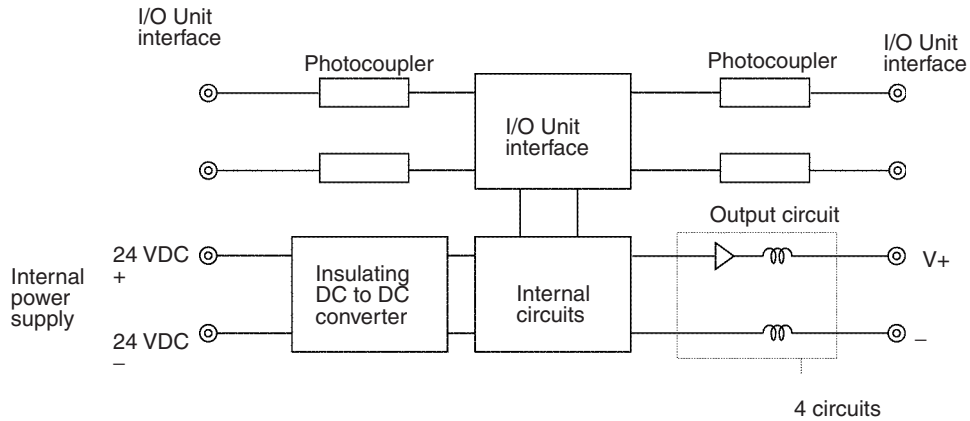 I/O Unit
interface
Photocoupler
Photocoupler
I/O Unit
interface
I/O Unit
interface
Output circuit
Internal
power
supply
24 VDC
+
24 VDC
–
Insulating
DC to DC
converter
Internal
circuits
V+
–
4 circuits